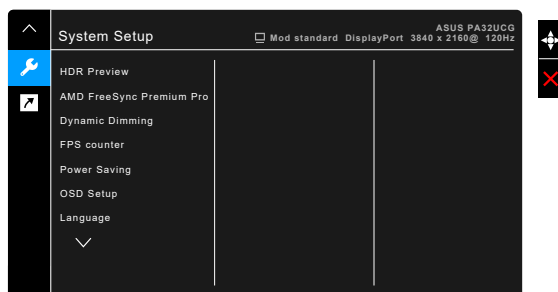 ASUS PA32UCG
System Setup
Mod standard DisplayPort 3840 x 2160@ 120Hz
HDR Preview
AMD FreeSync Premium Pro
Dynamic Dimming
FPS counter
Power Saving
OSD Setup
Language